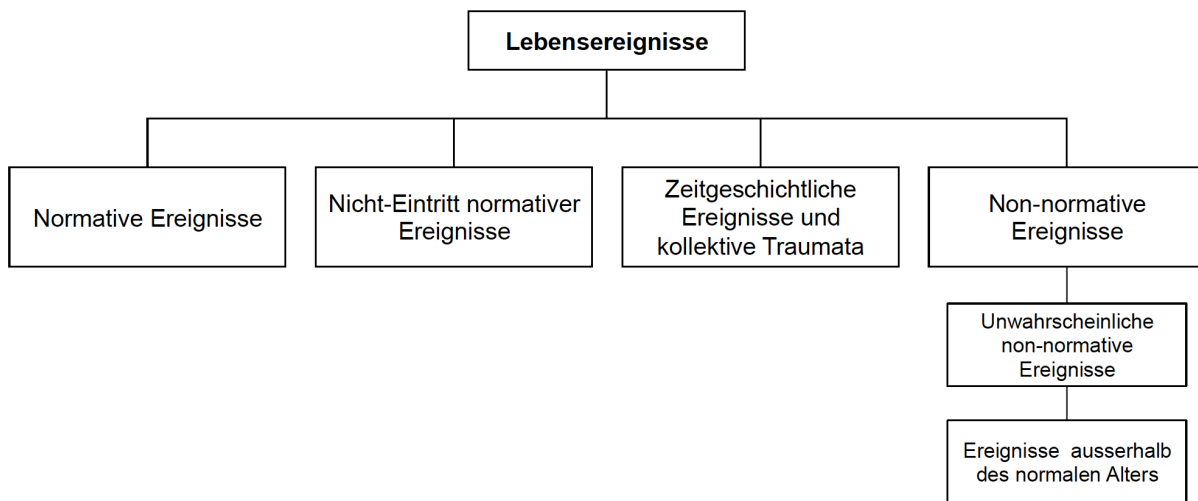 Lebensereignisse
Normative Ereignisse
Nicht-Eintritt normativer
Ereignisse
Zeitgeschichtliche
Ereignisse und
kollektive Traumata
Non-normative
Ereignisse
Unwahrscheinliche
non-normative
Ereignisse
Ereignisse ausserhalb
des normalen Alters